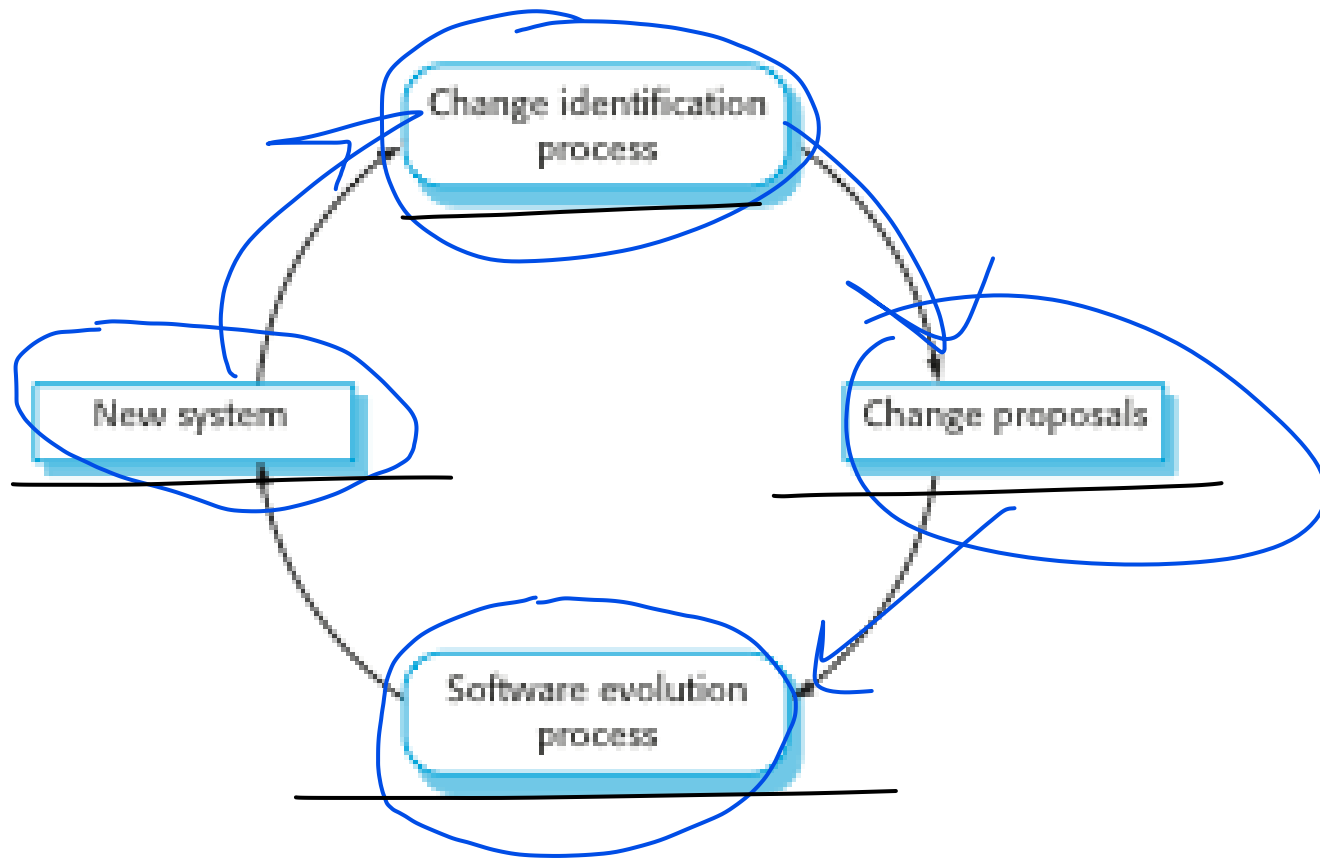 Change identification
process
New system
Change proposals
Software evolution
process